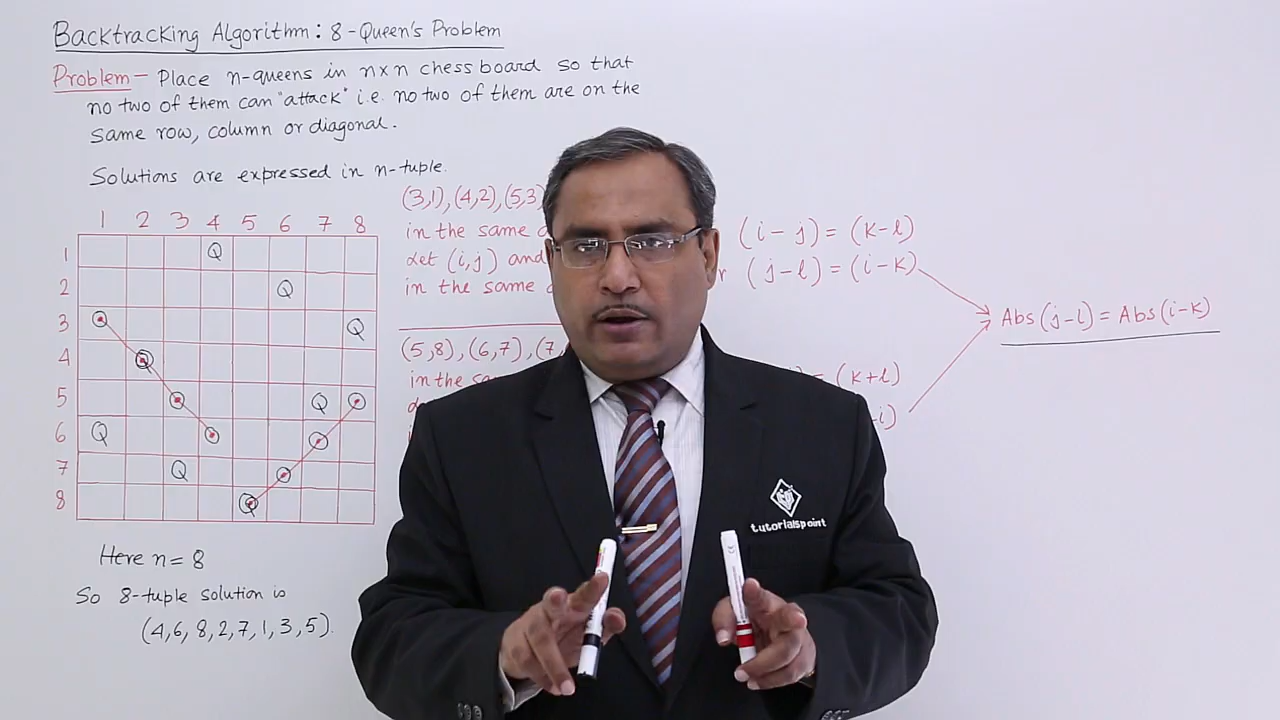 Backtracking Algorithm: 8-Queen's Problem
Problem - Place n-queens in n×n chess board so that
no two of them can "attack" i.e. no two of them are on the
same row, column or diagonal.
Solutions are expressed in n-tuple.
1 2 3 4 5 6 7 8
1 Q
2 Q
3 Q
4 Q
5 Q
6 Q
7 Q
8 Q
Here n = 8
So 8-tuple solution is
(4,6,8,2,7,1,3,5).
(3,1),(4,2),(5,3)
in the same
Let (i,j) and
in the same
(i-j)=(k-l)
(j-l)=(i-k)
(5,8),(6,7),(7,
in the
= (k+l)
Abs(j-l)=Abs(i-k)
tutorialspoint